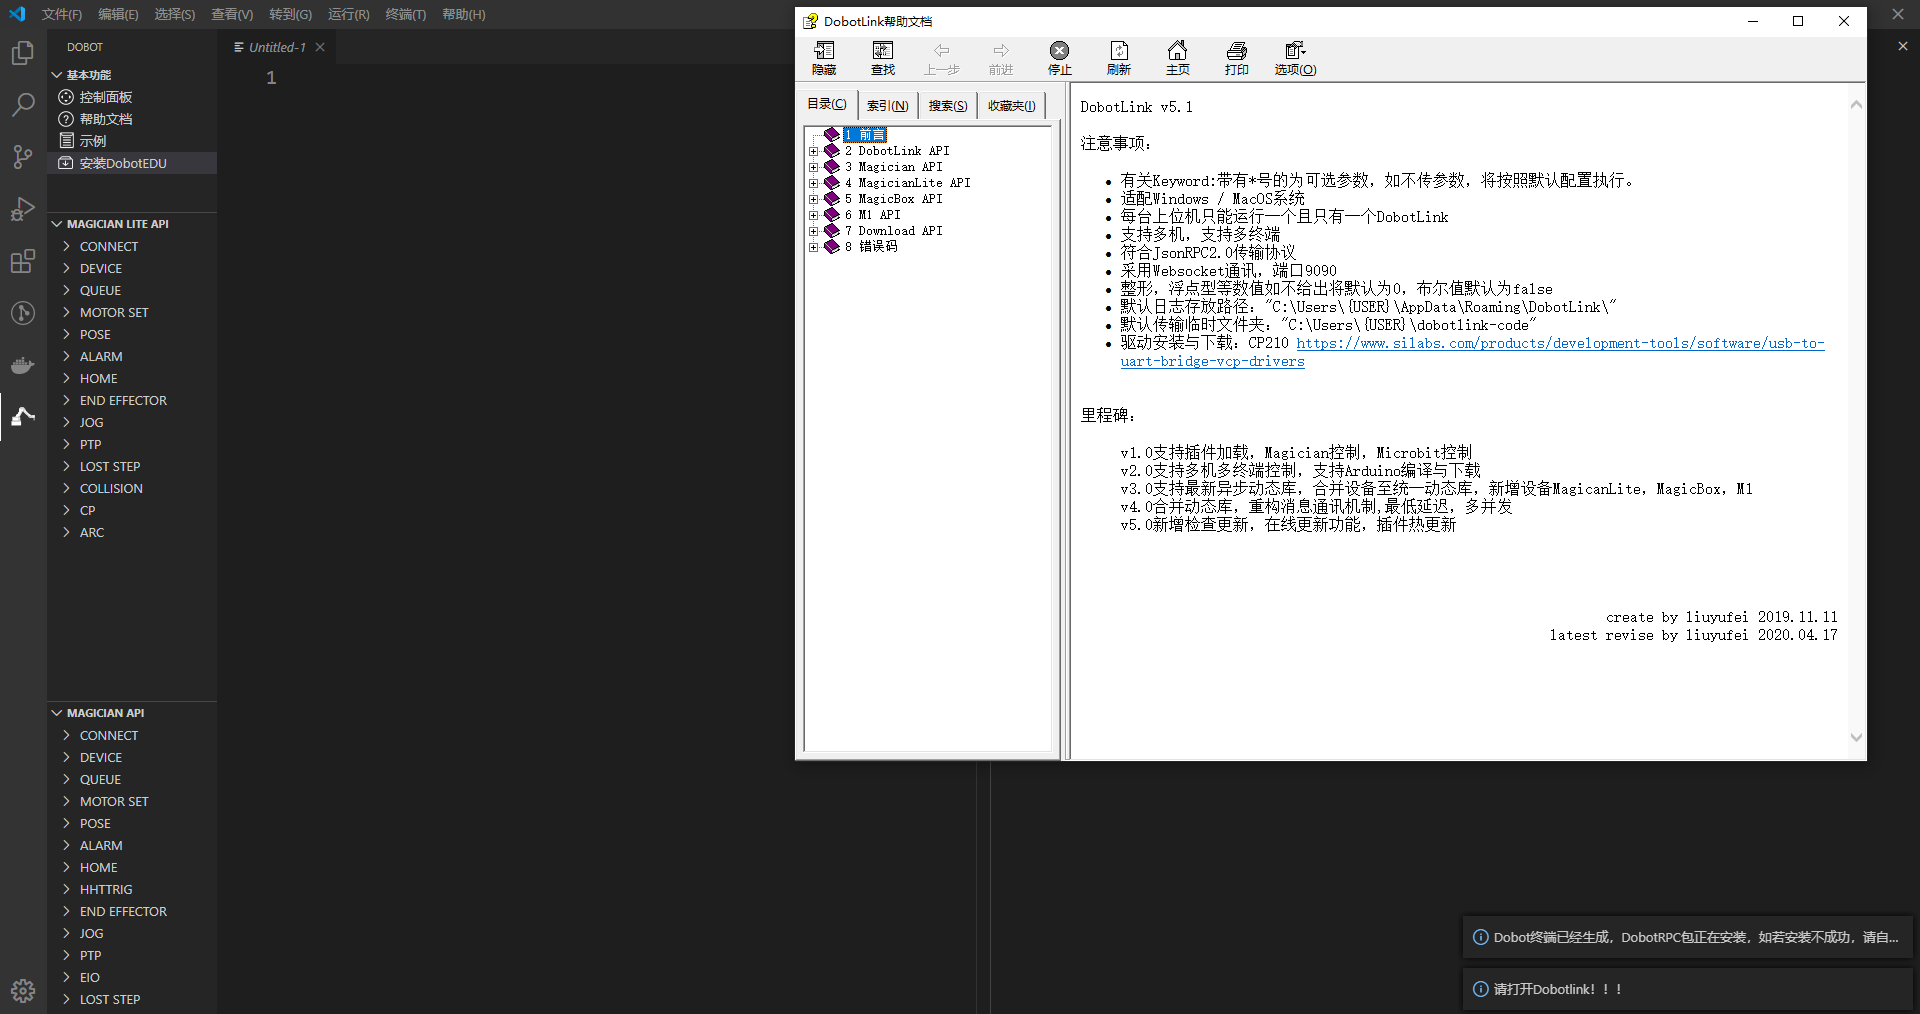 文件(F) 编辑(E) 选择(S) 查看(V) 转到(G) 运行(R) 终端(T) 帮助(H)
DOBOT
基本功能
控制面板
帮助文档
示例
安装DobotEDU
MAGICIAN LITE API
CONNECT
DEVICE
QUEUE
MOTOR SET
POSE
ALARM
HOME
END EFFECTOR
JOG
PTP
LOST STEP
COLLISION
CP
ARC
MAGICIAN API
CONNECT
DEVICE
QUEUE
MOTOR SET
POSE
ALARM
HOME
HHTTRIG
END EFFECTOR
JOG
PTP
EIO
LOST STEP
Untitled-1
1
DobotLink帮助文档
隐藏 查找 上一步 前进 停止 刷新 主页 打印 选项(O)
目录(C) 索引(N) 搜索(S) 收藏夹(I)
1 前言
2 DobotLink API
3 Magician API
4 MagicianLite API
5 MagicBox API
6 M1 API
7 Download API
8 错误码
DobotLink v5.1
注意事项：
有关Keyword:带有*号的为可选参数，如不传参数，将按照默认配置执行。
适配Windows / MacOS系统
每台上位机只能运行一个且只有一个DobotLink
支持多机，支持多终端
符合JsonRPC2.0传输协议
采用Websocket通讯，端口9090
整形，浮点型等数值如不给出将默认为0，布尔值默认为false
默认日志存放路径："C:\Users\{USER}\AppData\Roaming\DobotLink\"
默认传输临时文件夹："C:\Users\{USER}\dobotlink-code"
驱动安装与下载：CP210 https://www.silabs.com/products/development-tools/software/usb-to-
uart-bridge-vcp-drivers
里程碑：
v1.0支持插件加载，Magician控制，Microbit控制
v2.0支持多机多终端控制，支持Arduino编译与下载
v3.0支持最新异步动态库，合并设备至统一动态库，新增设备MagicanLite，MagicBox，M1
v4.0合并动态库，重构消息通讯机制,最低延迟，多并发
v5.0新增检查更新，在线更新功能，插件热更新
create by liuyufei 2019.11.11
latest revise by liuyufei 2020.04.17
Dobot终端已经生成，DobotRPC包正在安装，如若安装不成功，请自...
请打开Dobotlink！！！